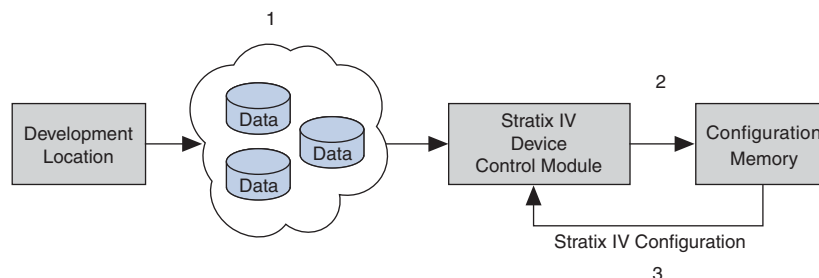 1
2
Development
Location
Data
Data
Data
Stratix IV
Device
Control Module
Configuration
Memory
Stratix IV Configuration
3